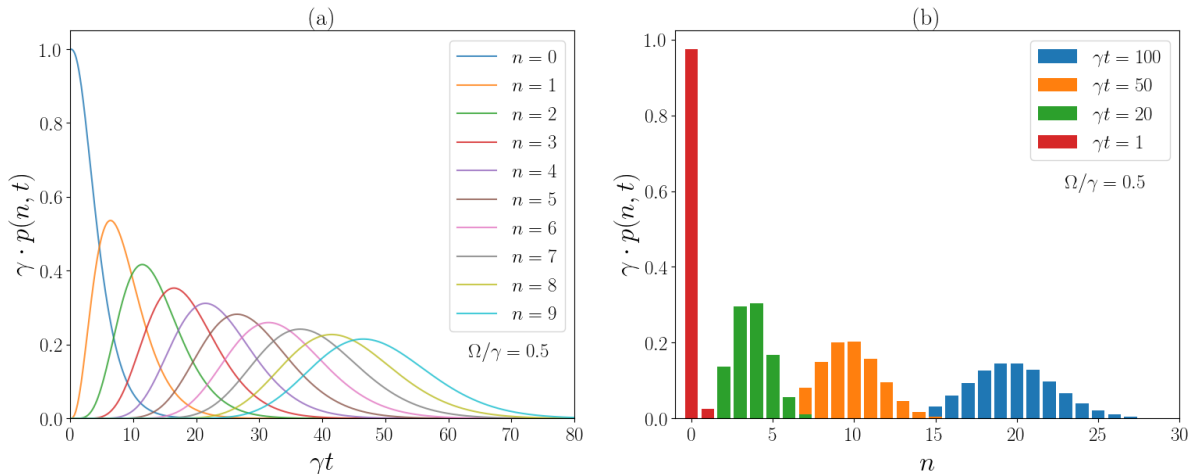 (a)
γ · p(n, t)
1.0
0.8
0.6
0.4
0.2
0.0
0
10
20
30
40
50
60
70
80
γt
n = 0
n = 1
n = 2
n = 3
n = 4
n = 5
n = 6
n = 7
n = 8
n = 9
Ω/γ = 0.5
(b)
γ · p(n, t)
1.0
0.8
0.6
0.4
0.2
0.0
0
5
10
15
20
25
30
n
γt = 100
γt = 50
γt = 20
γt = 1
Ω/γ = 0.5